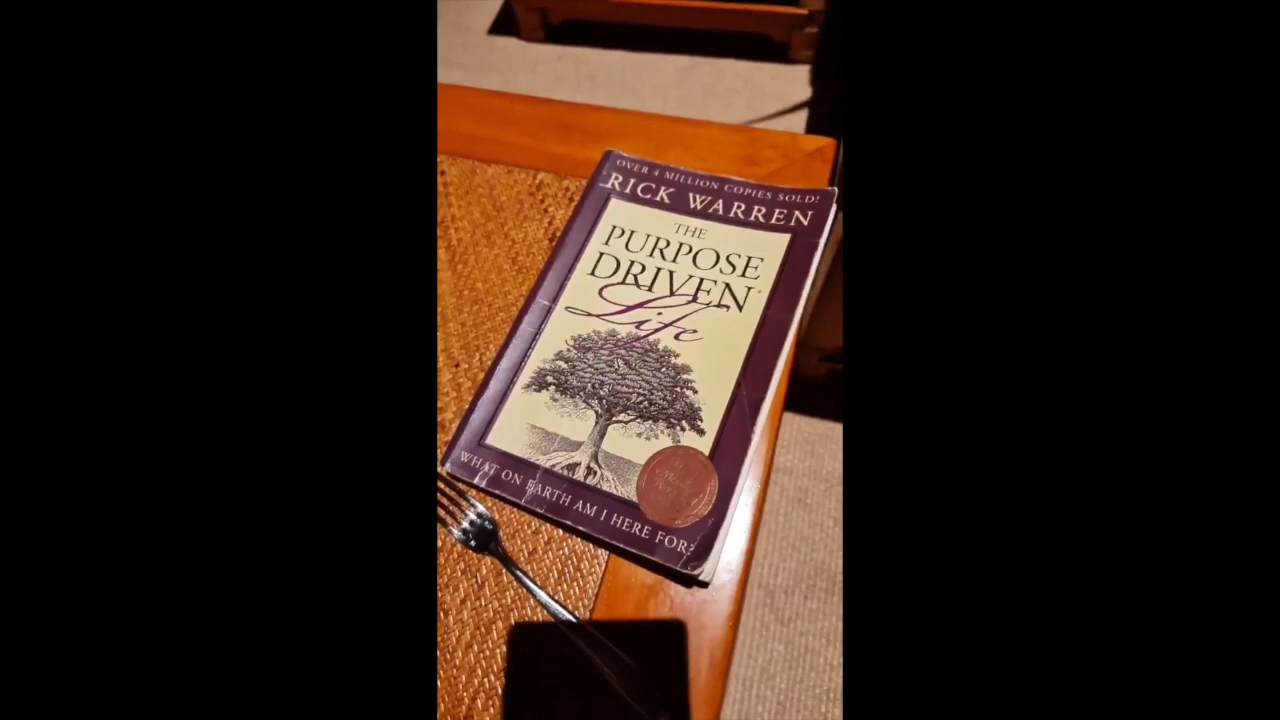 OVER 4 MILLION COPIES SOLD!
RICK WARREN
THE
PURPOSE
DRIVEN®
Life
WHAT ON EARTH AM I HERE FOR?